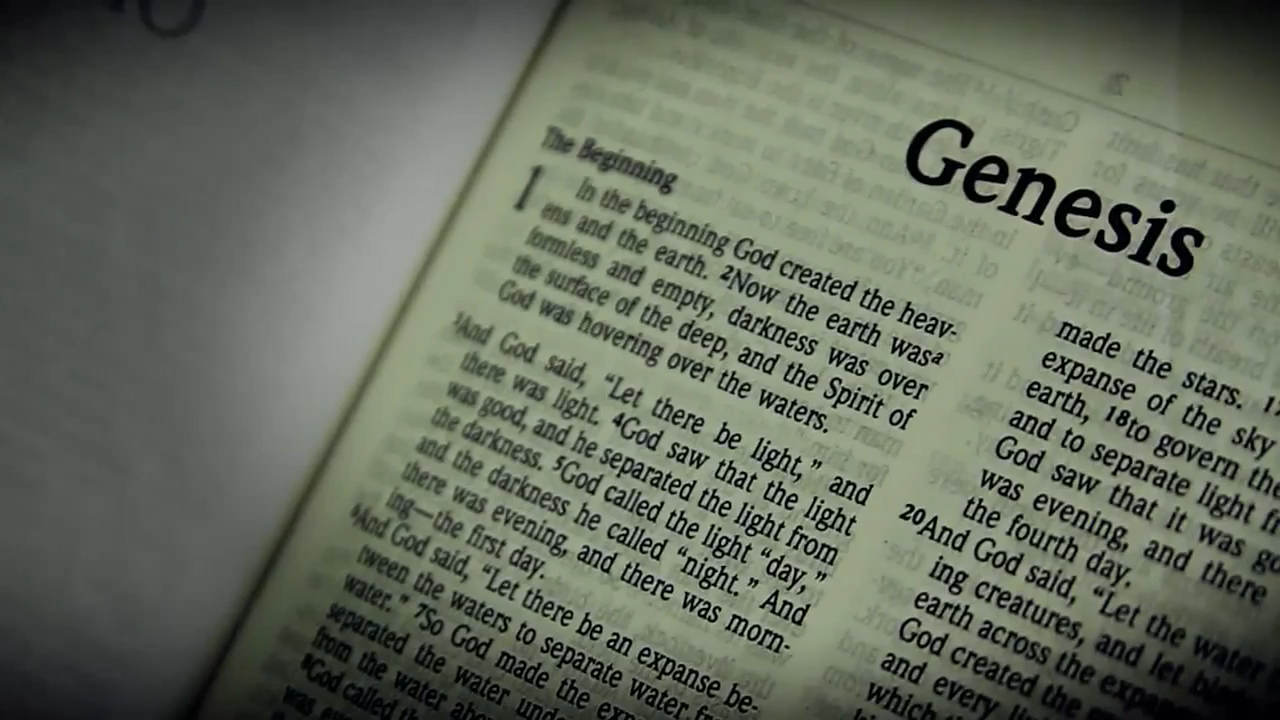 Genesis
The Beginning
1 In the beginning God created the heav-
ens and the earth. 2Now the earth wasa
formless and empty, darkness was over
the surface of the deep, and the Spirit of
God was hovering over the waters.
3And God said, “Let there be light,” and
there was light. 4God saw that the light
was good, and he separated the light from
the darkness. 5God called the light “day,”
and the darkness he called “night.” And
there was evening, and there was morn-
ing—the first day.
6And God said, “Let there be an expanse be-
tween the waters to separate water from
water.” 7So God made the
separated the water
from the water
8God called
made the stars.
expanse of the sky
earth, 18to govern the
and to separate light
God saw that it was
was evening, and there
the fourth day.
20And God said, “Let the water
ing creatures, and let
earth across the
God created the
and every
which